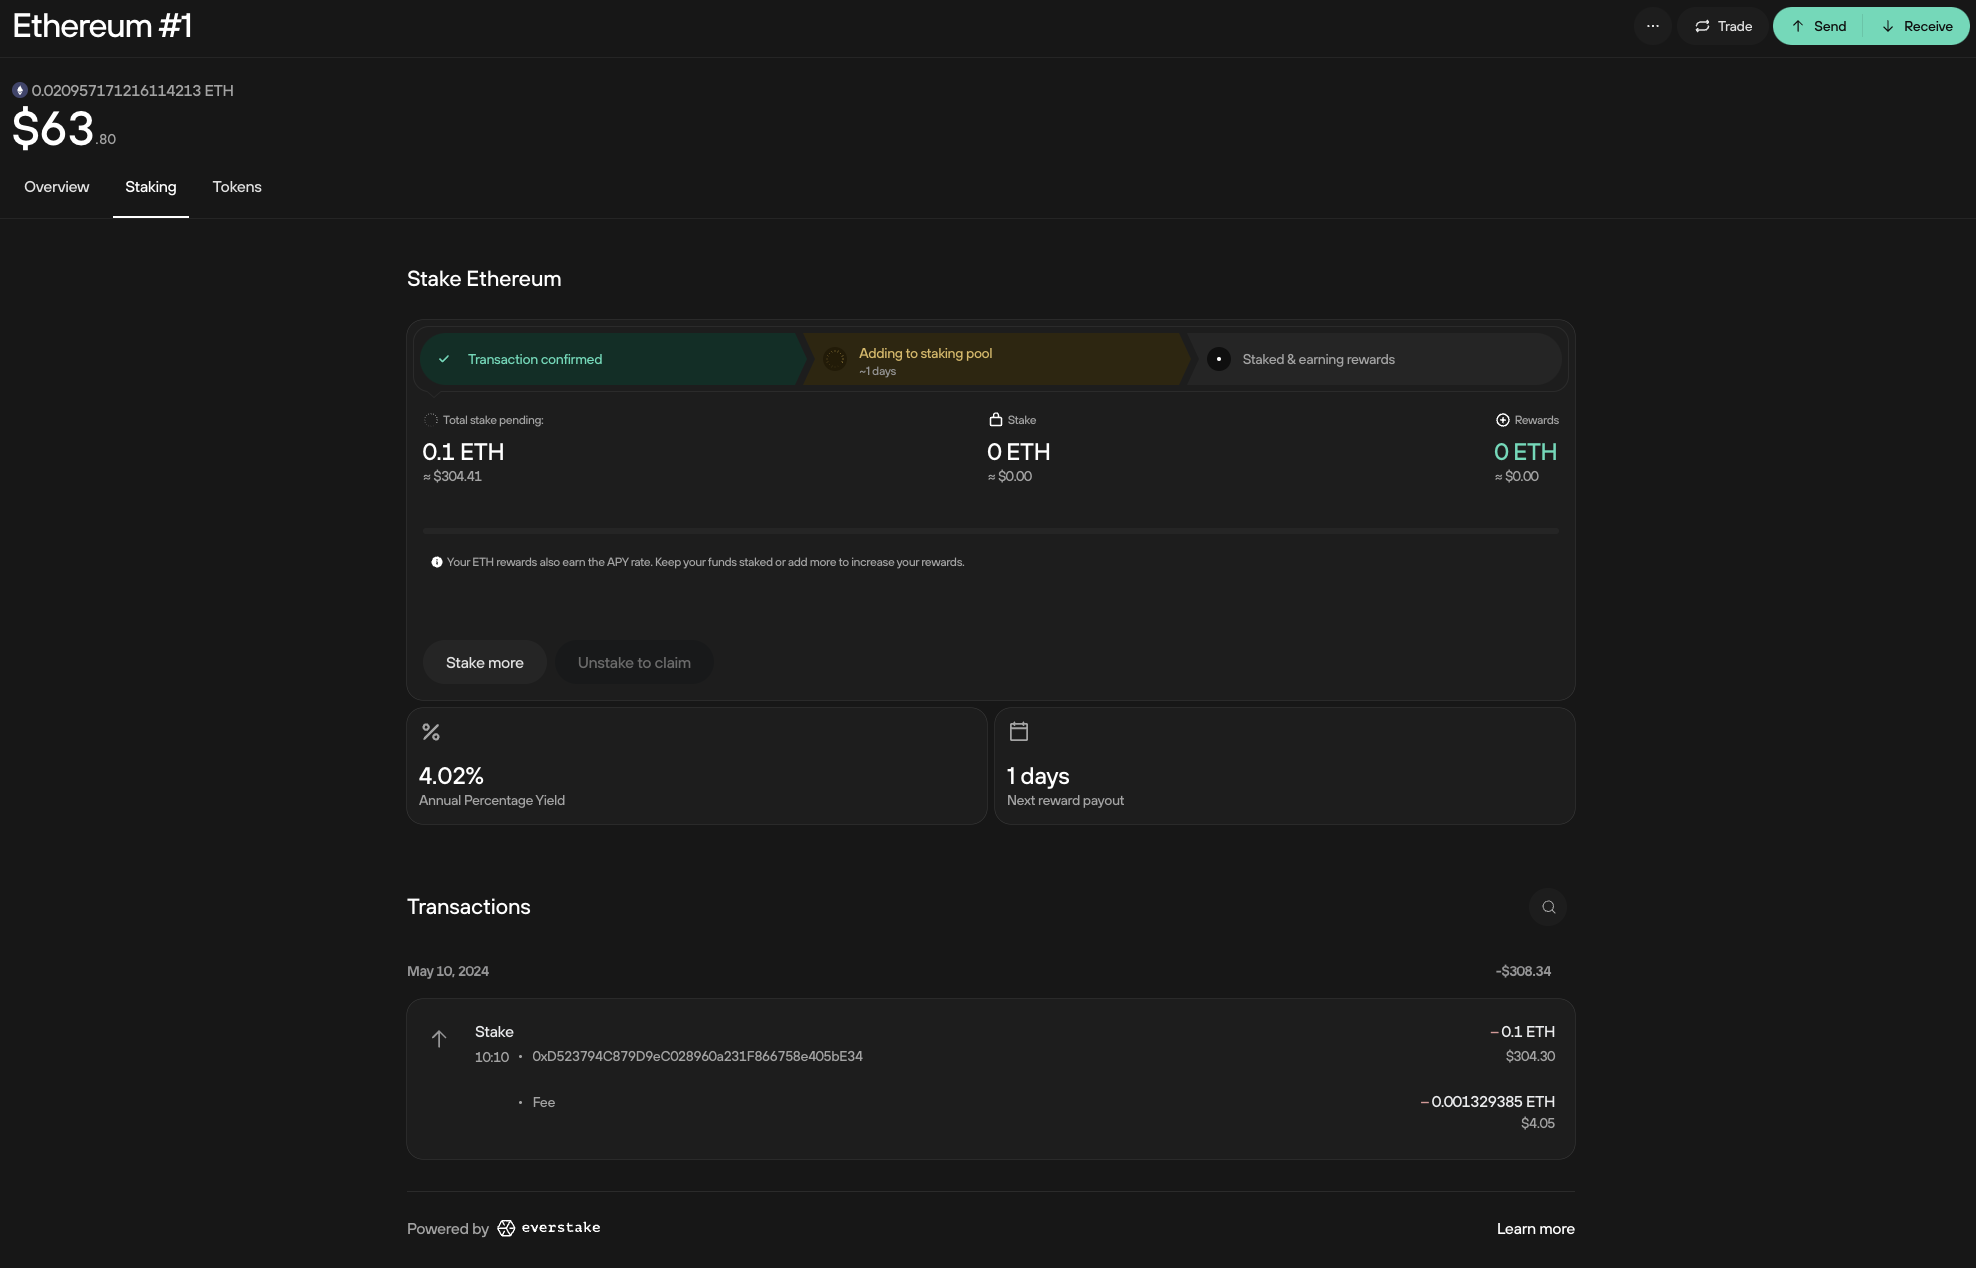 Ethereum #1
Trade
Send
Receive
0.020957171216114213 ETH
$63.80
Overview
Staking
Tokens
Stake Ethereum
Transaction confirmed
Adding to staking pool
~1 days
Staked & earning rewards
Total stake pending:
0.1 ETH
≈ $304.41
Stake
0 ETH
≈ $0.00
Rewards
0 ETH
≈ $0.00
Your ETH rewards also earn the APY rate. Keep your funds staked or add more to increase your rewards.
Stake more
Unstake to claim
4.02%
Annual Percentage Yield
1 days
Next reward payout
Transactions
May 10, 2024
-$308.34
Stake
– 0.1 ETH
10:10 • 0xD523794C879D9eC028960a231F866758e405bE34
$304.30
• Fee
– 0.001329385 ETH
$4.05
Powered by everstake
Learn more